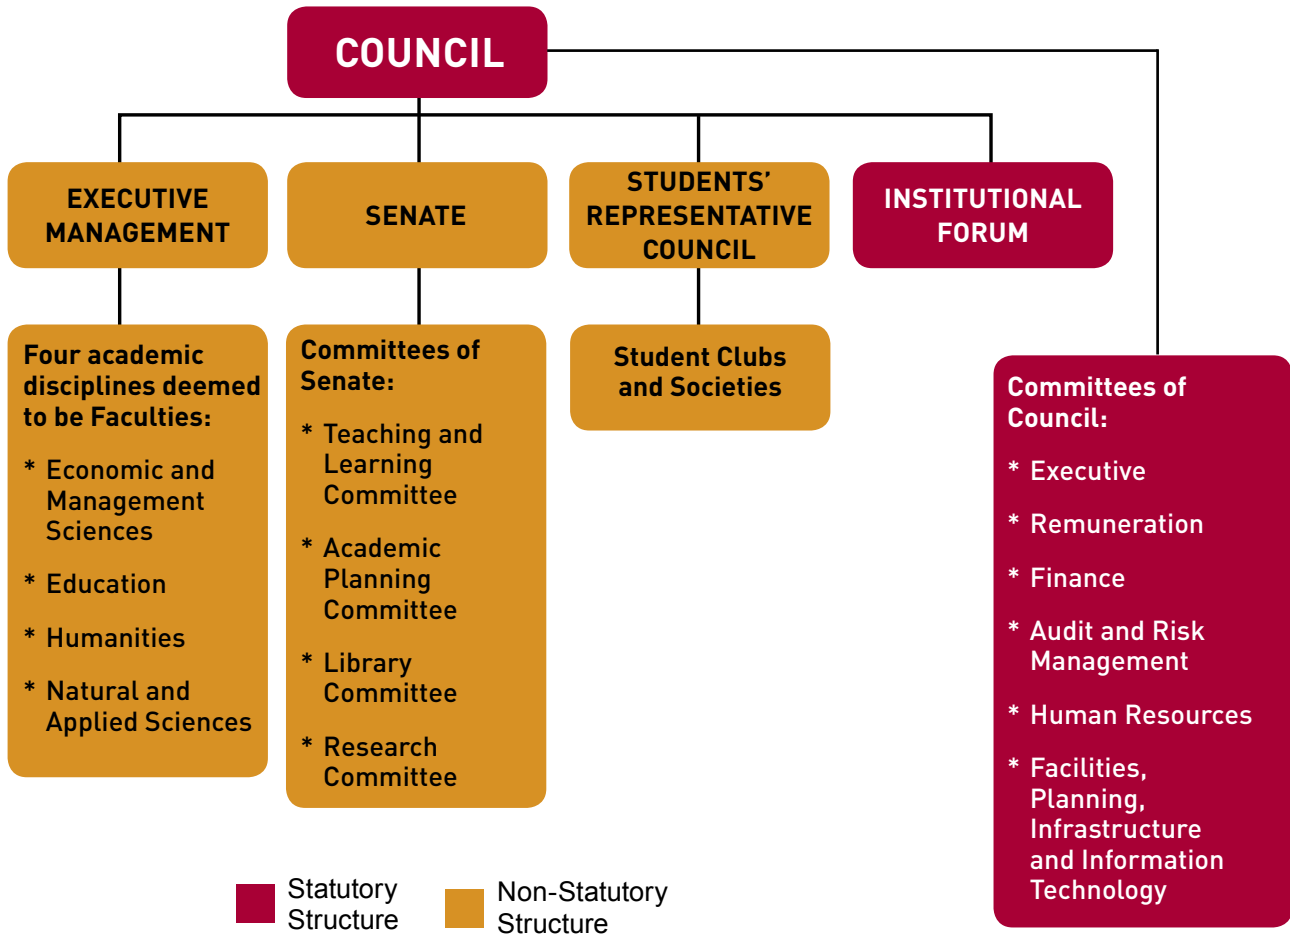 COUNCIL
EXECUTIVE
MANAGEMENT
SENATE
STUDENTS’
REPRESENTATIVE
COUNCIL
INSTITUTIONAL
FORUM
Four academic
disciplines deemed
to be Faculties:
* Economic and
Management
Sciences
* Education
* Humanities
* Natural and
Applied Sciences
Committees of
Senate:
* Teaching and
Learning
Committee
* Academic
Planning
Committee
* Library
Committee
* Research
Committee
Student Clubs
and Societies
Committees of
Council:
* Executive
* Remuneration
* Finance
* Audit and Risk
Management
* Human Resources
* Facilities,
Planning,
Infrastructure
and Information
Technology
Statutory
Structure
Non-Statutory
Structure